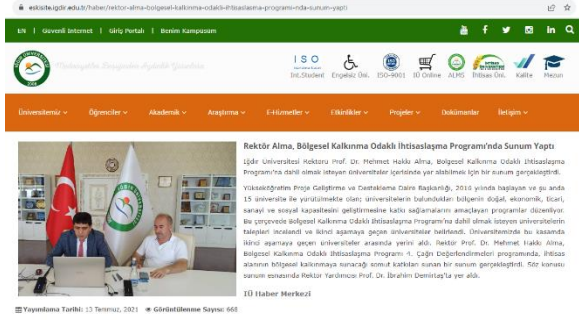 eskisite.igdir.edu.tr/haber/rektor-alma-bolgesel-kalkinma-odakli-ihtisaslasma-programi-nda-sunum-yapti
EN | Güvenli Internet | Giriş Portalı | Benim Kampüsüm
ISO
Int.Student Engelsiz Üni. ISO-9001 IÜ Online ALMS İhtisas Üni. Kalite Mezun
Üniversitemiz Öğrenciler Akademik Araştırma E-Hizmetler Etkinlikler Projeler Dokümanlar İletişim
Rektör Alma, Bölgesel Kalkınma Odaklı İhtisaslaşma Programı'nda Sunum Yaptı
Iğdır Üniversitesi Rektörü Prof. Dr. Mehmet Hakkı Alma, Bölgesel Kalkınma Odaklı İhtisaslaşma
Programı'na dahil olmak isteyen üniversiteler içerisinde yer alabilmek için bir sunum gerçekleştirdi.
Yükseköğretim Proje Geliştirme ve Destekleme Daire Başkanlığı, 2016 yılında başlayan ve şu anda
15 üniversite ile yürütülmekte olan; üniversitelerin bulundukları bölgenin doğal, ekonomik, ticari,
sanayi ve sosyal kapasitesini geliştirmesine katkı sağlamalarını amaçlayan programlar düzenliyor.
Bu çerçevede Bölgesel Kalkınma Odaklı İhtisaslaşma Programı'na dahil olmak isteyen üniversitelerin
talepleri incelendi ve ikinci aşamaya geçen üniversiteler belirlendi. Üniversitemizde bu kasamda
ikinci aşamaya geçen üniversiteler arasında yerini aldı. Rektör Prof. Dr. Mehmet Hakkı Alma,
Bölgesel Kalkınma Odaklı İhtisaslaşma Programı 4. Çağrı Değerlendirmeleri programında, ihtisas
alanının bölgesel kalkınmaya sunacağı somut katkıları sunan bir sunum gerçekleştirdi. Söz konusu
sunum esnasında Rektör Yardımcısı Prof. Dr. İbrahim Demirtaş'ta yer aldı.
IÜ Haber Merkezi
Yayımlama Tarihi: 13 Temmuz, 2021 Görüntülenme Sayısı: 668